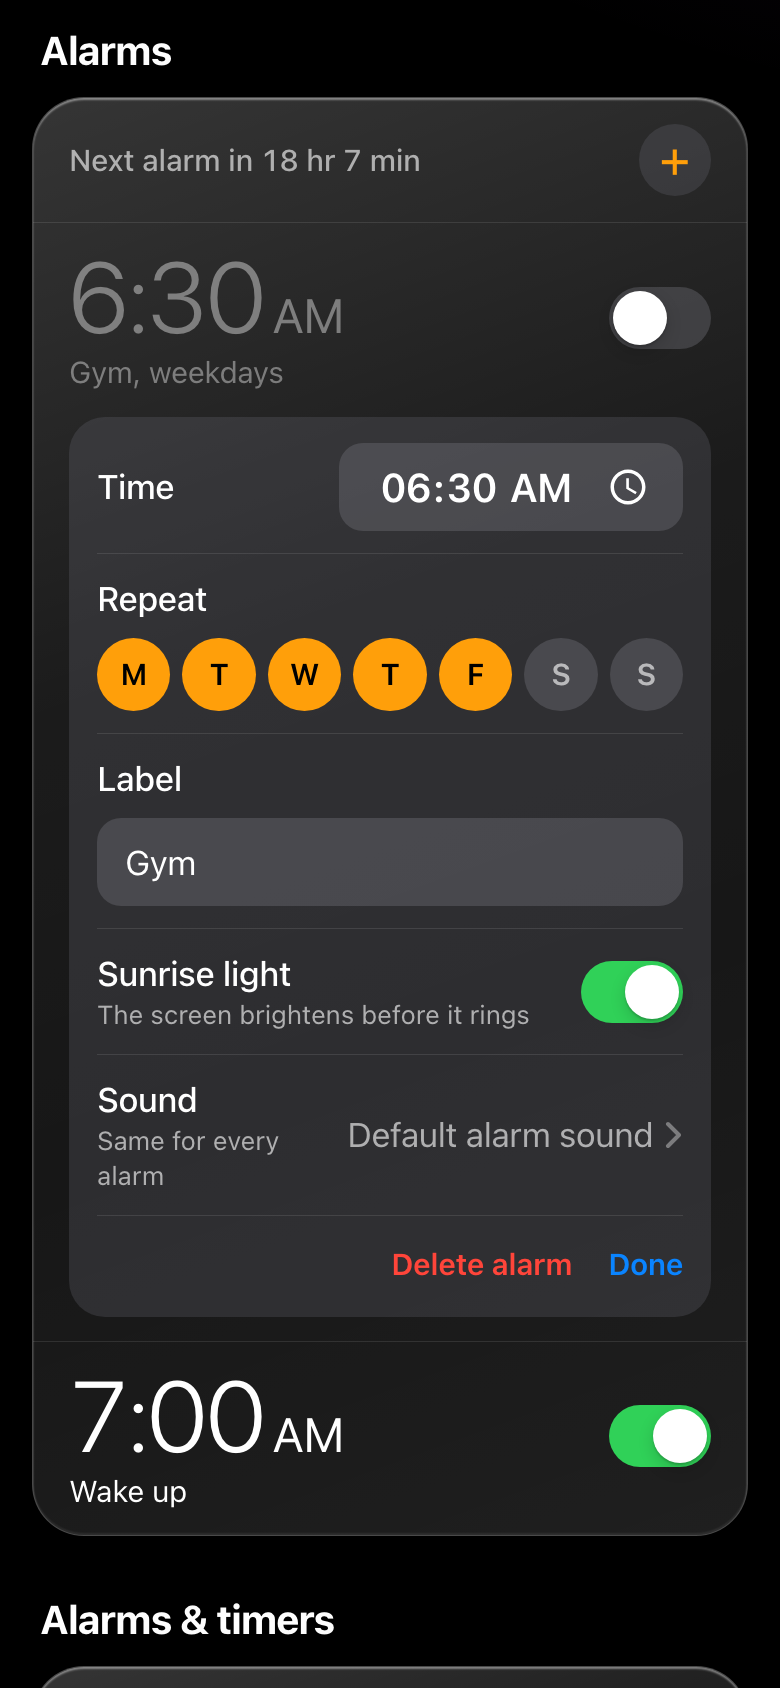 Alarms
Next alarm in 18 hr 7 min
+
6:30 AM
Gym, weekdays
Time
06:30 AM
Repeat
M T W T F S S
Label
Gym
Sunrise light
The screen brightens before it rings
Sound
Same for every
alarm
Default alarm sound
Delete alarm Done
7:00 AM
Wake up
Alarms & timers